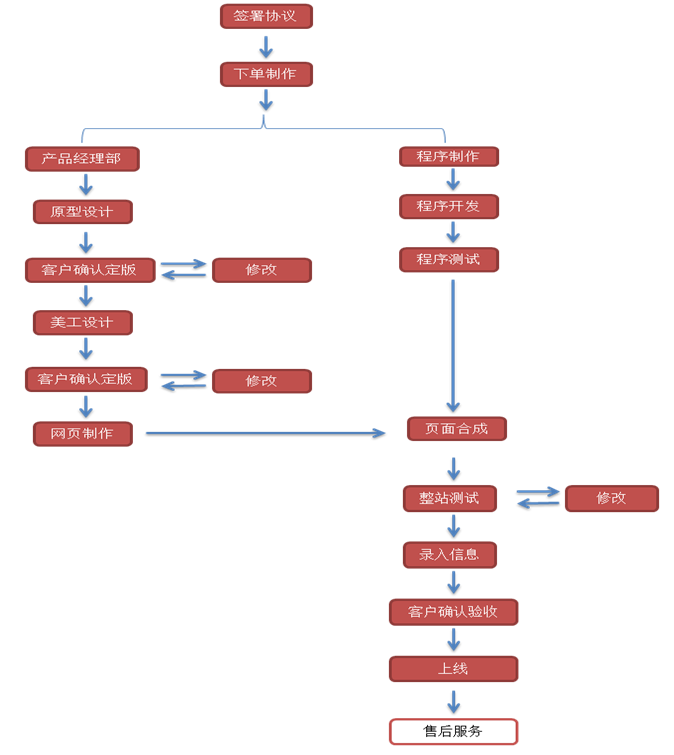 签署协议
下单制作
产品经理部
原型设计
客户确认定版
修改
美工设计
客户确认定版
修改
网页制作
程序制作
程序开发
程序测试
页面合成
整站测试
修改
录入信息
客户确认验收
上线
售后服务